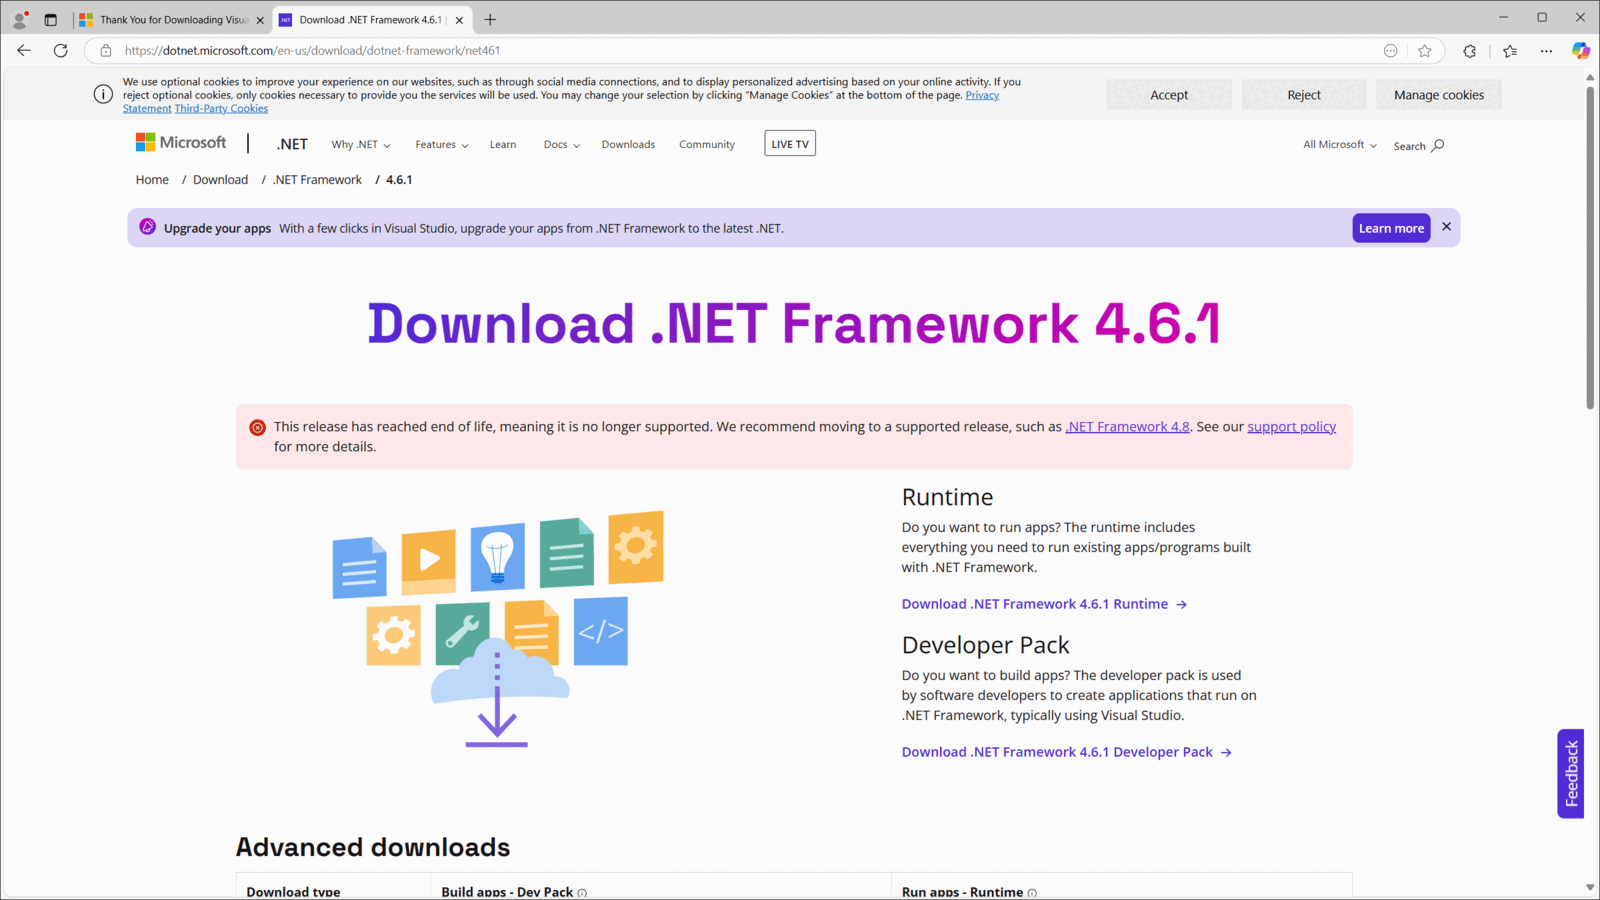 Thank You for Downloading Visua
Download .NET Framework 4.6.1 |
https://dotnet.microsoft.com/en-us/download/dotnet-framework/net461
We use optional cookies to improve your experience on our websites, such as through social media connections, and to display personalized advertising based on your online activity. If you
reject optional cookies, only cookies necessary to provide you the services will be used. You may change your selection by clicking "Manage Cookies" at the bottom of the page. Privacy
Statement Third-Party Cookies
Accept
Reject
Manage cookies
Microsoft
.NET
Why .NET
Features
Learn
Docs
Downloads
Community
LIVE TV
All Microsoft
Search
Home / Download / .NET Framework / 4.6.1
Upgrade your apps With a few clicks in Visual Studio, upgrade your apps from .NET Framework to the latest .NET.
Learn more
Download .NET Framework 4.6.1
This release has reached end of life, meaning it is no longer supported. We recommend moving to a supported release, such as .NET Framework 4.8. See our support policy
for more details.
Runtime
Do you want to run apps? The runtime includes
everything you need to run existing apps/programs built
with .NET Framework.
Download .NET Framework 4.6.1 Runtime →
Developer Pack
Do you want to build apps? The developer pack is used
by software developers to create applications that run on
.NET Framework, typically using Visual Studio.
Download .NET Framework 4.6.1 Developer Pack →
Feedback
Advanced downloads
Download type
Build apps - Dev Pack
Run apps - Runtime